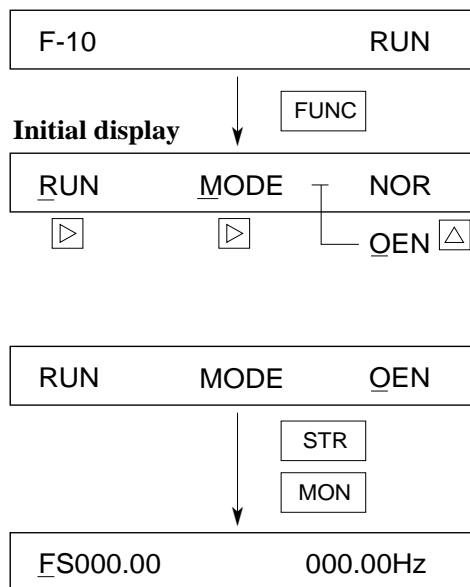 F-10 RUN
FUNC
Initial display
RUN MODE NOR
OEN
RUN MODE OEN
STR
MON
FS000.00 000.00Hz